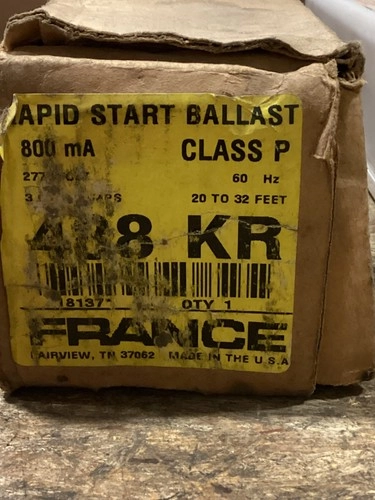 APID START BALLAST
800 mA CLASS P
60 Hz
20 TO 32 FEET
KR
QTY 1
FRANCE
FAIRVIEW, TN 37062 MADE IN THE U.S.A